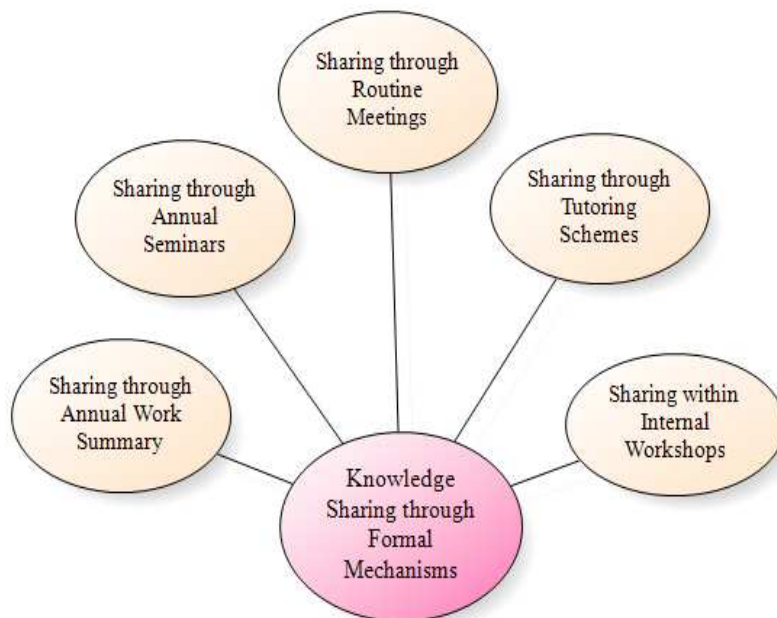 Sharing through
Routine
Meetings
Sharing through
Annual
Seminars
Sharing through
Tutoring
Schemes
Sharing through
Annual Work
Summary
Sharing within
Internal
Workshops
Knowledge
Sharing through
Formal
Mechanisms